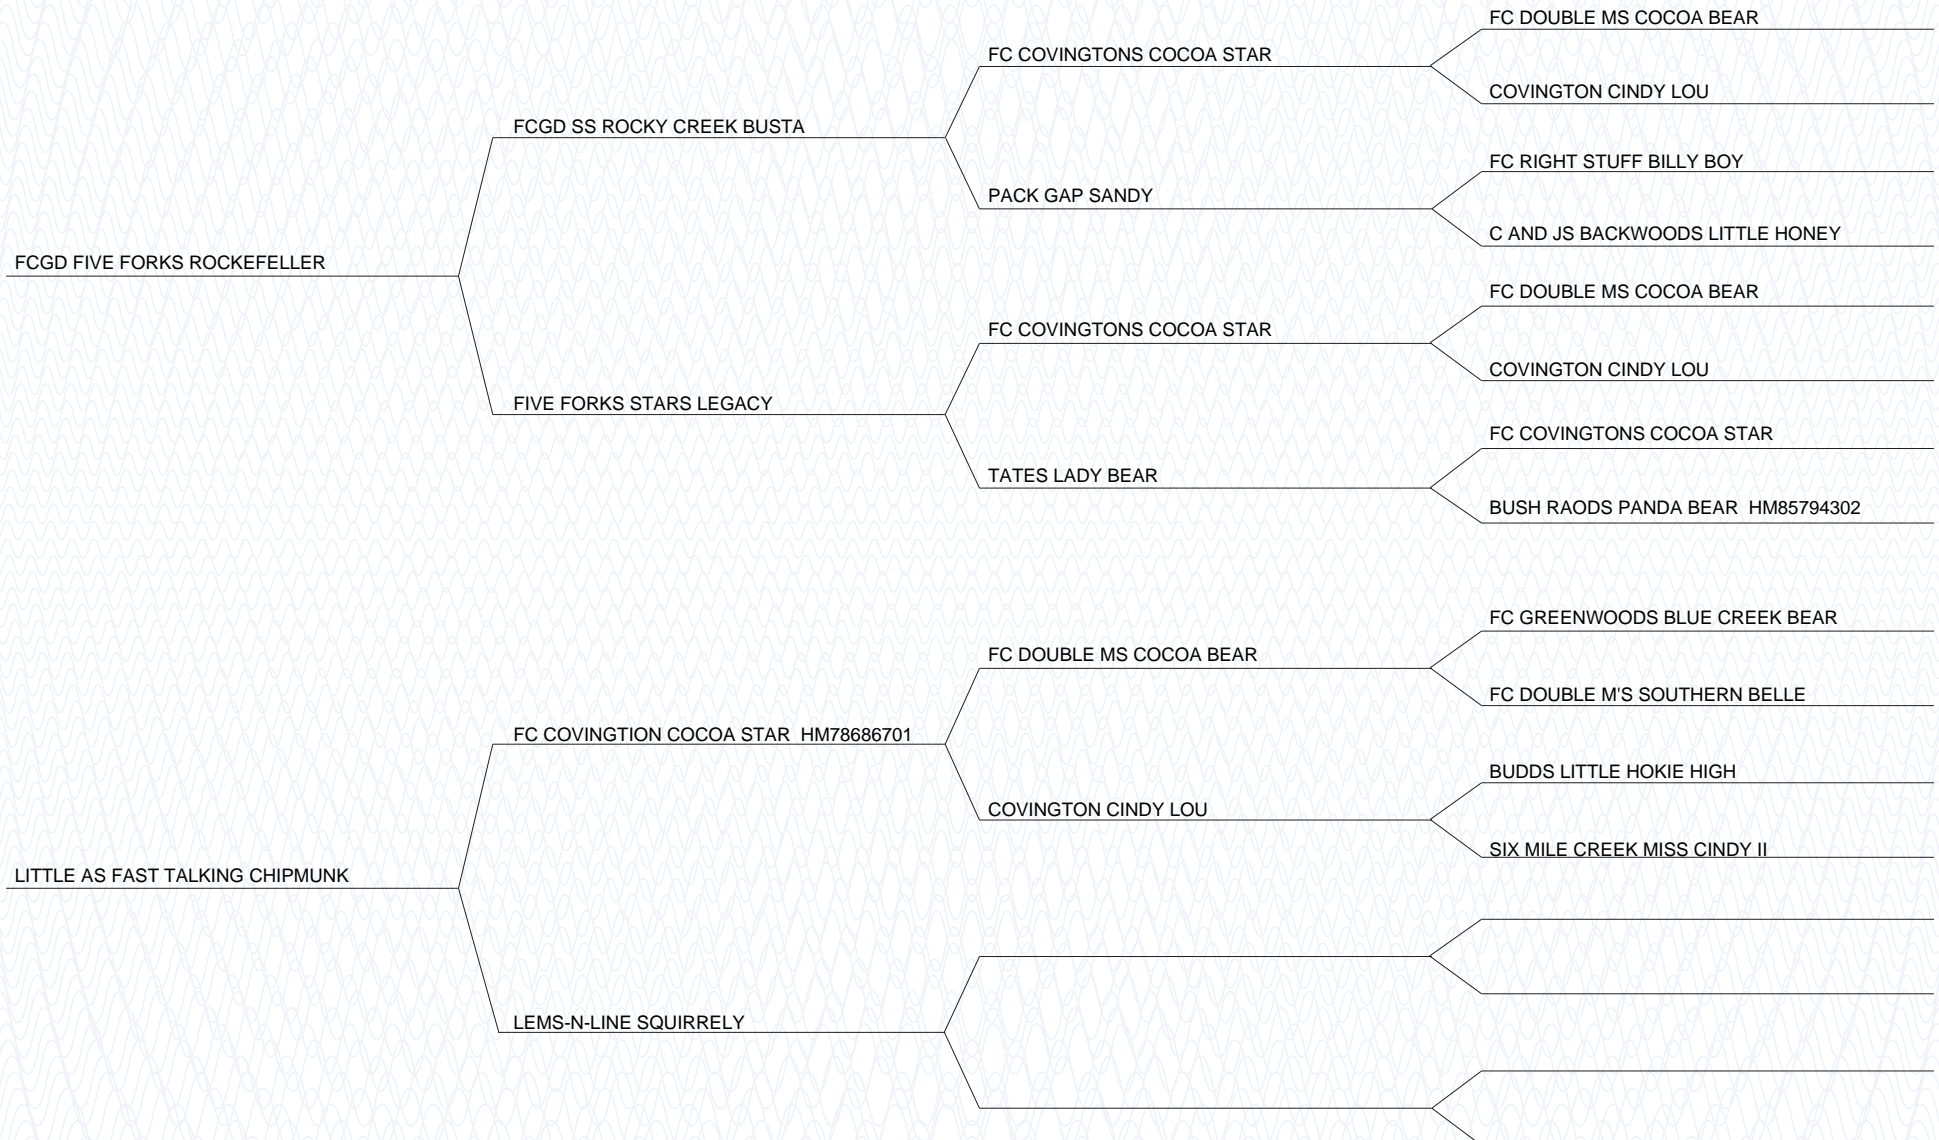 FC DOUBLE MS COCOA BEAR
FC COVINGTONS COCOA STAR
COVINGTON CINDY LOU
FCGD SS ROCKY CREEK BUSTA
FC RIGHT STUFF BILLY BOY
PACK GAP SANDY
C AND JS BACKWOODS LITTLE HONEY
FCGD FIVE FORKS ROCKEFELLER
FC DOUBLE MS COCOA BEAR
FC COVINGTONS COCOA STAR
COVINGTON CINDY LOU
FIVE FORKS STARS LEGACY
FC COVINGTONS COCOA STAR
TATES LADY BEAR
BUSH RAODS PANDA BEAR HM85794302
FC GREENWOODS BLUE CREEK BEAR
FC DOUBLE MS COCOA BEAR
FC DOUBLE M'S SOUTHERN BELLE
FC COVINGTION COCOA STAR HM78686701
BUDDS LITTLE HOKIE HIGH
COVINGTON CINDY LOU
SIX MILE CREEK MISS CINDY II
LITTLE AS FAST TALKING CHIPMUNK
LEMS-N-LINE SQUIRRELY